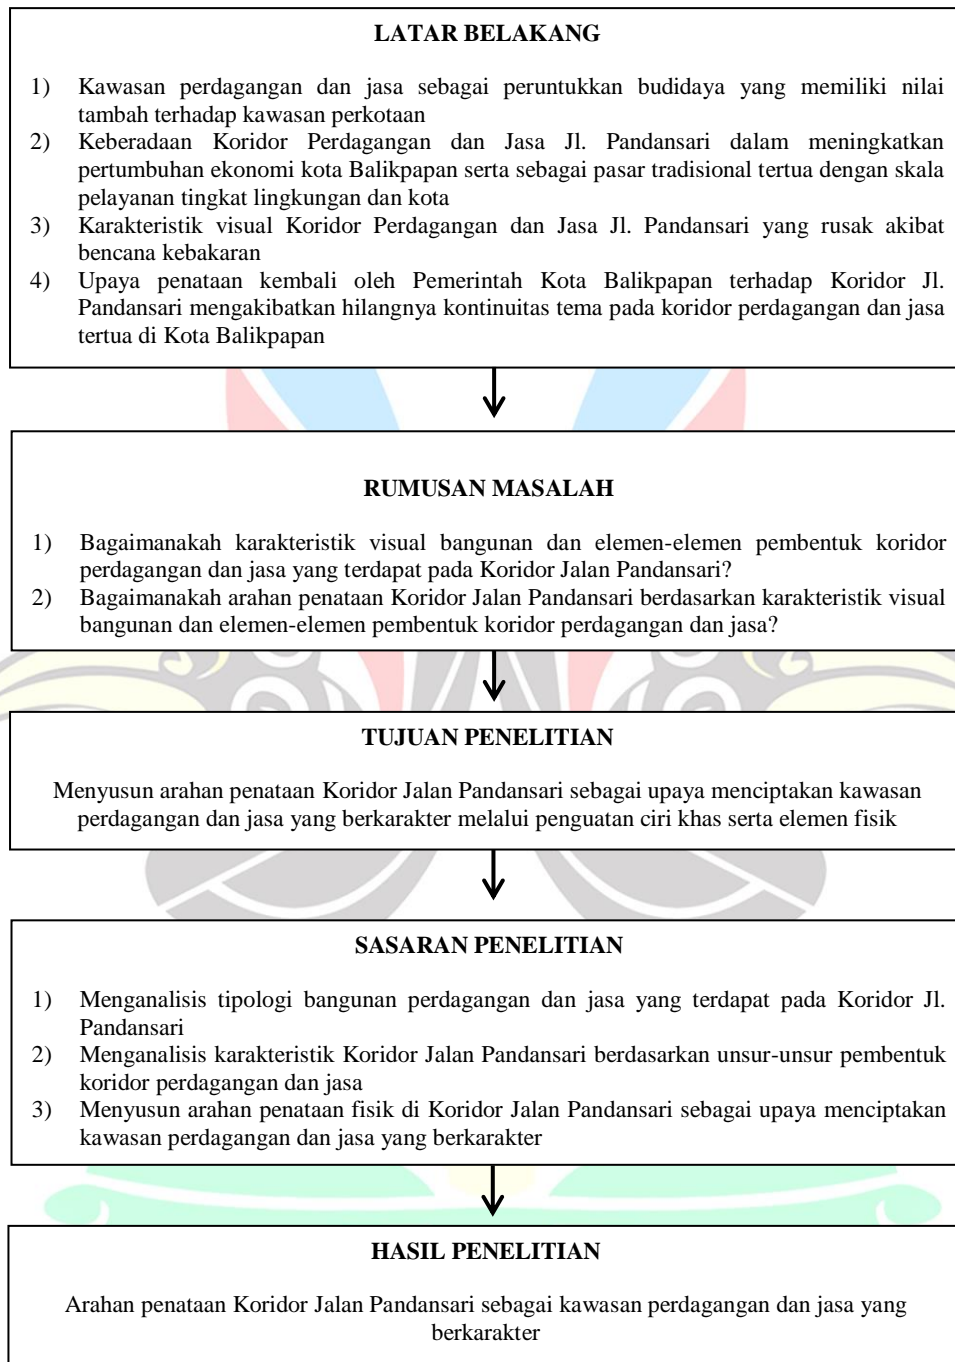 LATAR BELAKANG
1) Kawasan perdagangan dan jasa sebagai peruntukkan budidaya yang memiliki nilai
tambah terhadap kawasan perkotaan
2) Keberadaan Koridor Perdagangan dan Jasa Jl. Pandansari dalam meningkatkan
pertumbuhan ekonomi kota Balikpapan serta sebagai pasar tradisional tertua dengan skala
pelayanan tingkat lingkungan dan kota
3) Karakteristik visual Koridor Perdagangan dan Jasa Jl. Pandansari yang rusak akibat
bencana kebakaran
4) Upaya penataan kembali oleh Pemerintah Kota Balikpapan terhadap Koridor Jl.
Pandansari mengakibatkan hilangnya kontinuitas tema pada koridor perdagangan dan jasa
tertua di Kota Balikpapan
RUMUSAN MASALAH
1) Bagaimanakah karakteristik visual bangunan dan elemen-elemen pembentuk koridor
perdagangan dan jasa yang terdapat pada Koridor Jalan Pandansari?
2) Bagaimanakah arahan penataan Koridor Jalan Pandansari berdasarkan karakteristik visual
bangunan dan elemen-elemen pembentuk koridor perdagangan dan jasa?
TUJUAN PENELITIAN
Menyusun arahan penataan Koridor Jalan Pandansari sebagai upaya menciptakan kawasan
perdagangan dan jasa yang berkarakter melalui penguatan ciri khas serta elemen fisik
SASARAN PENELITIAN
1) Menganalisis tipologi bangunan perdagangan dan jasa yang terdapat pada Koridor Jl.
Pandansari
2) Menganalisis karakteristik Koridor Jalan Pandansari berdasarkan unsur-unsur pembentuk
koridor perdagangan dan jasa
3) Menyusun arahan penataan fisik di Koridor Jalan Pandansari sebagai upaya menciptakan
kawasan perdagangan dan jasa yang berkarakter
HASIL PENELITIAN
Arahan penataan Koridor Jalan Pandansari sebagai kawasan perdagangan dan jasa yang
berkarakter